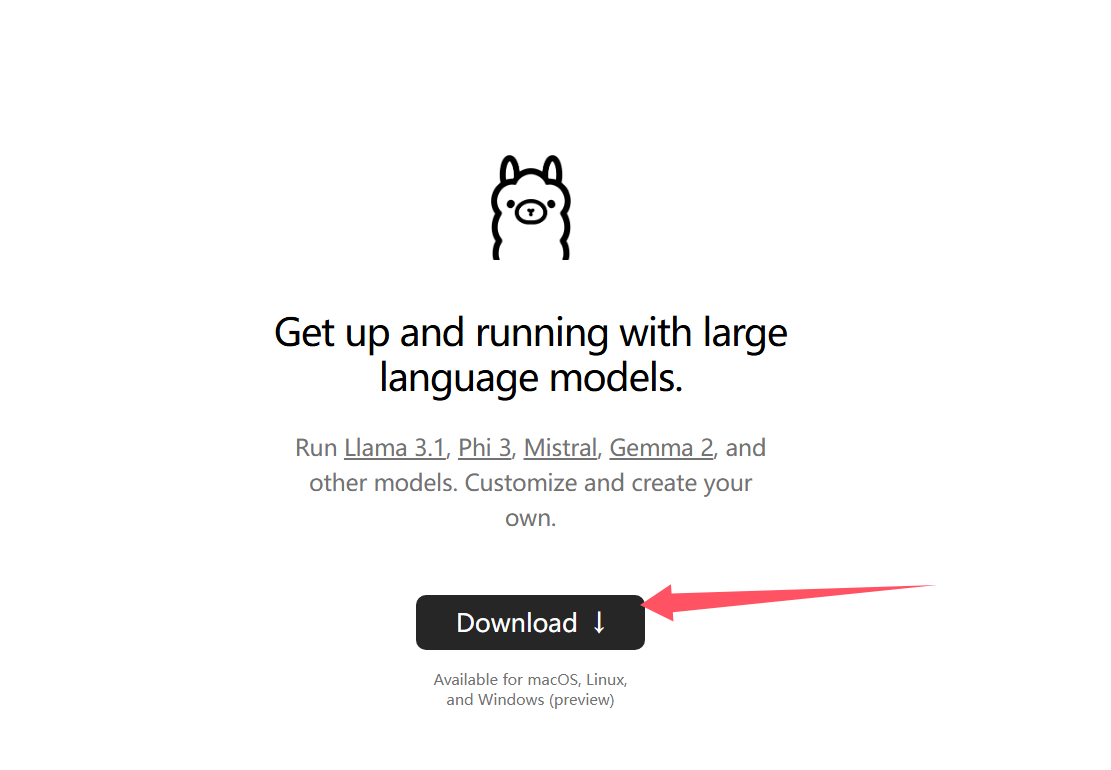 Get up and running with large
language models.
Run Llama 3.1, Phi 3, Mistral, Gemma 2, and
other models. Customize and create your
own.
Download ↓
Available for macOS, Linux,
and Windows (preview)